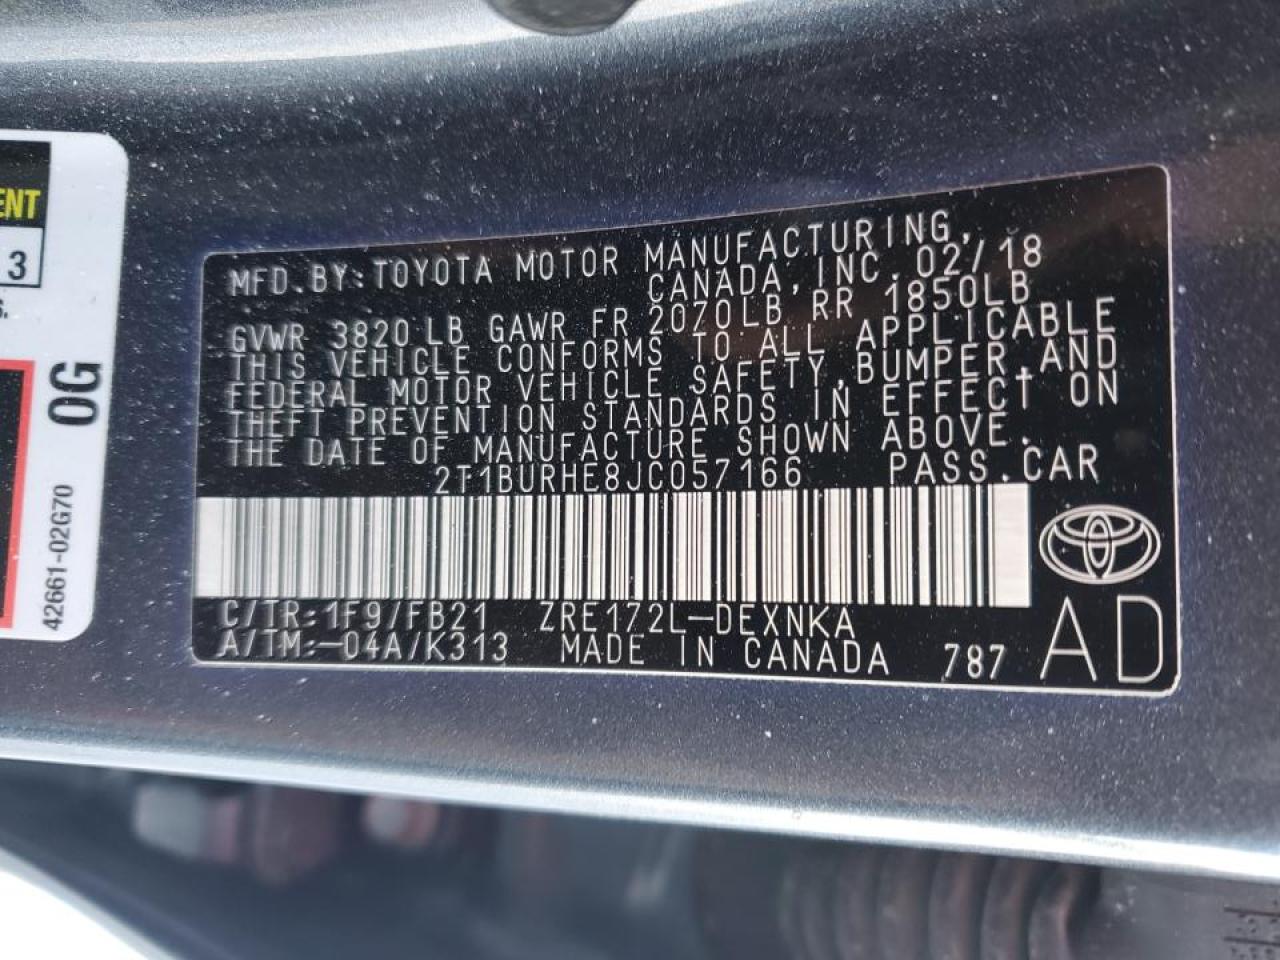 ENT
3
S.
0G
42661-02G70
MFD.BY:TOYOTA MOTOR MANUFACTURING,
CANADA,INC.02/18
GVWR 3820 LB GAWR FR 2070LB RR 1850LB
THIS VEHICLE CONFORMS TO ALL APPLICABLE
FEDERAL MOTOR VEHICLE SAFETY,BUMPER,AND
THEFT PREVENTION STANDARDS IN EFFECT ON
THE DATE OF MANUFACTURE SHOWN ABOVE.
2T1BURHE8JC057166 PASS.CAR
C/TR:1F9/FB21 ZRE172L-DEXNKA
A/TM:-04A/K313 MADE IN CANADA 787 AD